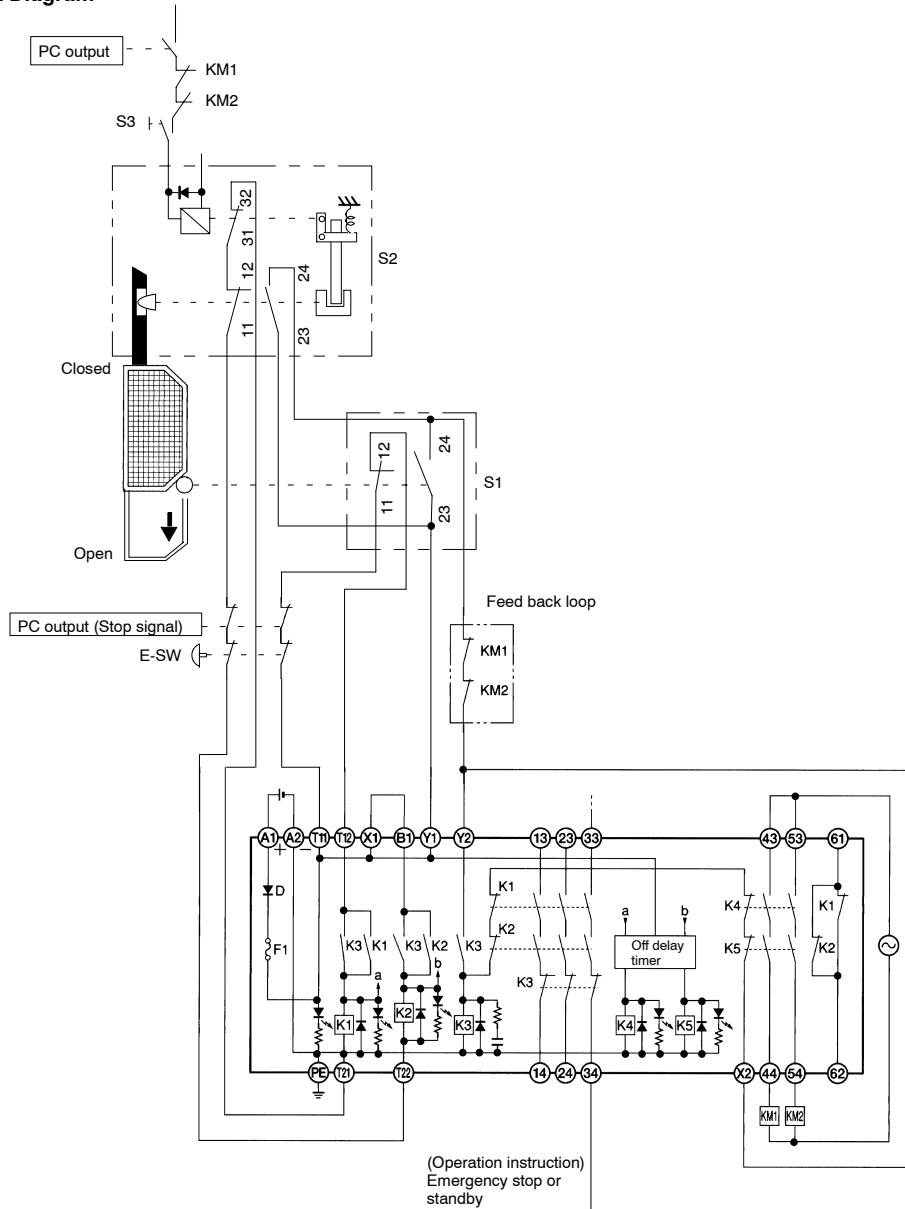 PC output
KM1
KM2
S3
32
31
12
24
S2
11
23
Closed
12
24
S1
11
23
Open
Feed back loop
PC output (Stop signal)
E-SW
KM1
KM2
A1 A2 T11 T12 X1 B1 Y1 Y2 13 23 33 43 53 61
+ −
D
F1
K3 K1 K3 K2 K3
K1
K2
K3
a
b
a b
Off delay
timer
K4
K5
K1
K2
K1 K2 K3 K4 K5
PE T21 T22 14 24 34 X2 44 54 62
KM1 KM2
(Operation instruction)
Emergency stop or
standby